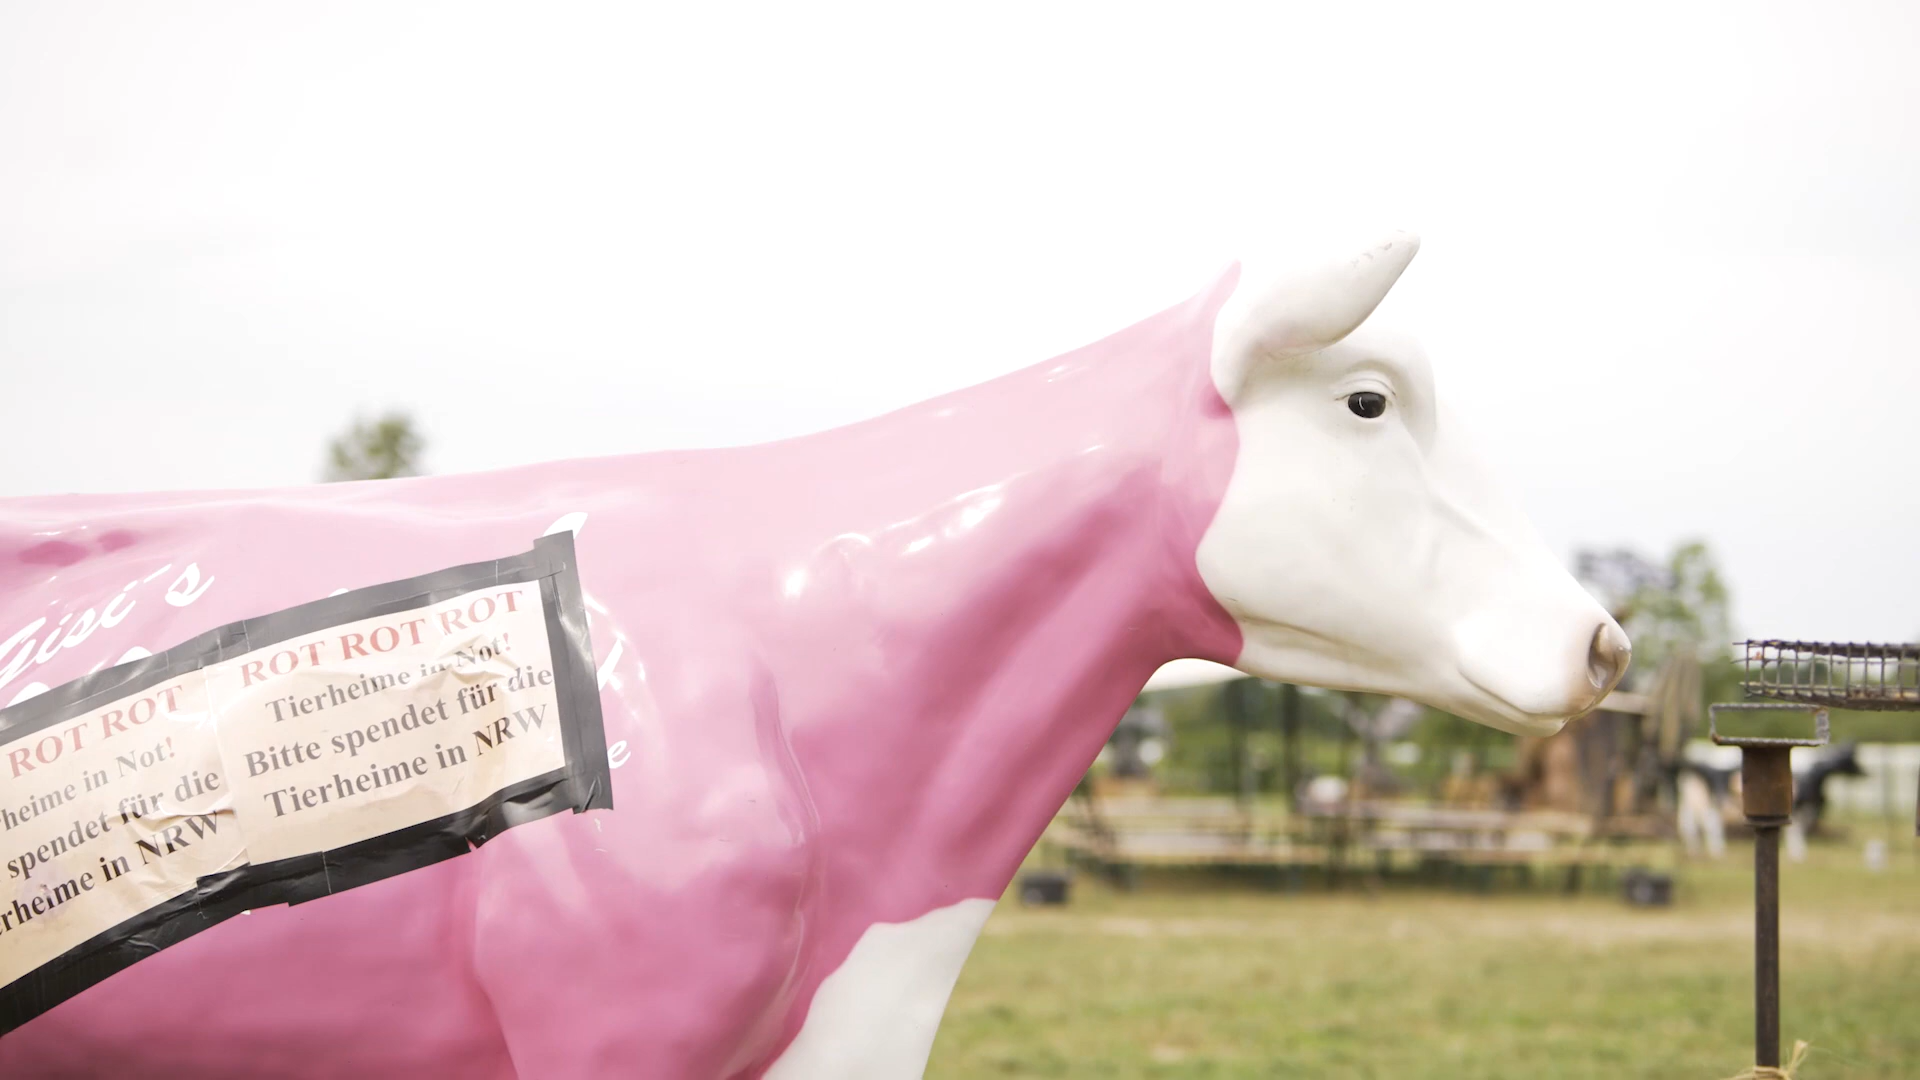 Gisi´s
ROT ROT
heime in Not!
spendet für die
erheime in NRW
ROT ROT ROT
Tierheime in Not!
Bitte spendet für die
Tierheime in NRW
e